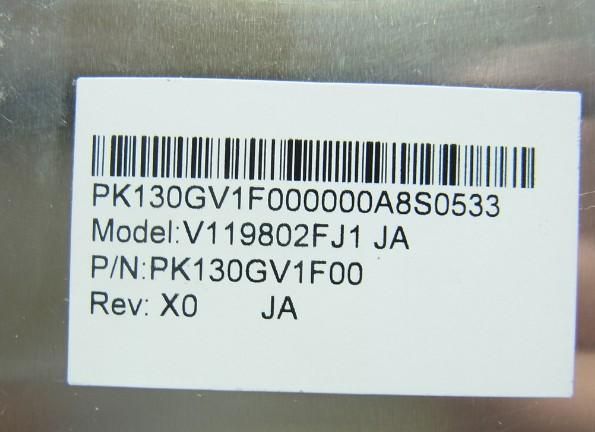 PK130GV1F000000A8S0533
Model:V119802FJ1 JA
P/N:PK130GV1F00
Rev: X0 JA